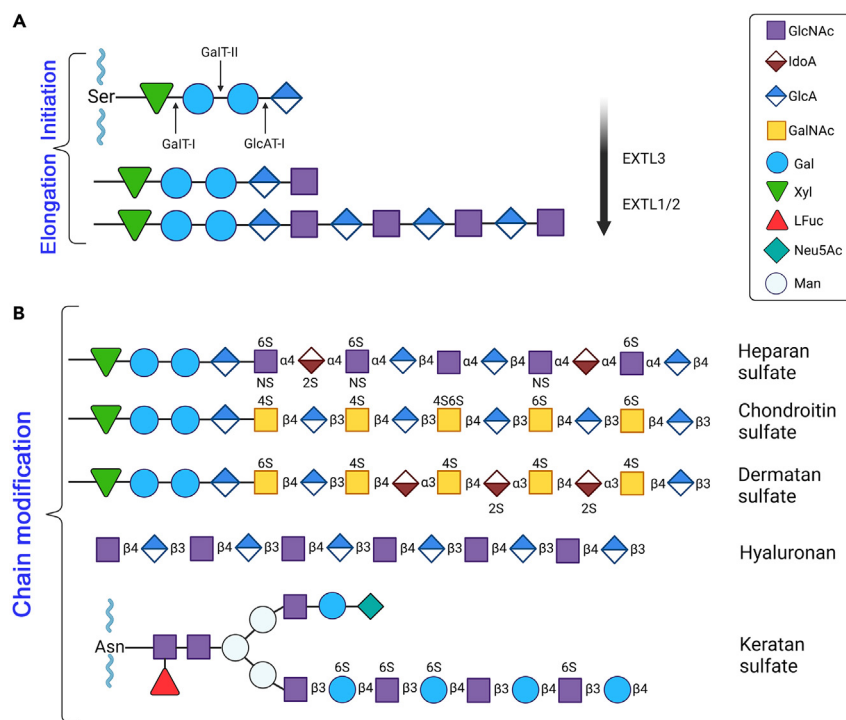 A
Initiation
Elongation
GalT-II
Ser
GalT-I
GlcAT-I
EXTL3
EXTL1/2
GlcNAc
IdoA
GlcA
GalNAc
Gal
Xyl
LFuc
Neu5Ac
Man
B
Chain modification
6S 6S 6S
α4 α4 α4 β4 α4 β4 α4 α4 α4 β4
NS 2S NS NS
Heparan
sulfate
4S 4S 4S6S 6S 6S
β4 β3 β4 β3 β4 β3 β4 β3 β4 β3
Chondroitin
sulfate
6S 4S 4S 4S 4S
β4 β3 β4 α3 β4 α3 β4 α3 β4 β3
2S 2S
Dermatan
sulfate
β4 β3 β4 β3 β4 β3 β4 β3 β4 β3 β4 β3
Hyaluronan
Asn
6S 6S 6S 6S
β3 β4 β3 β4 β3 β4 β3 β4
Keratan
sulfate